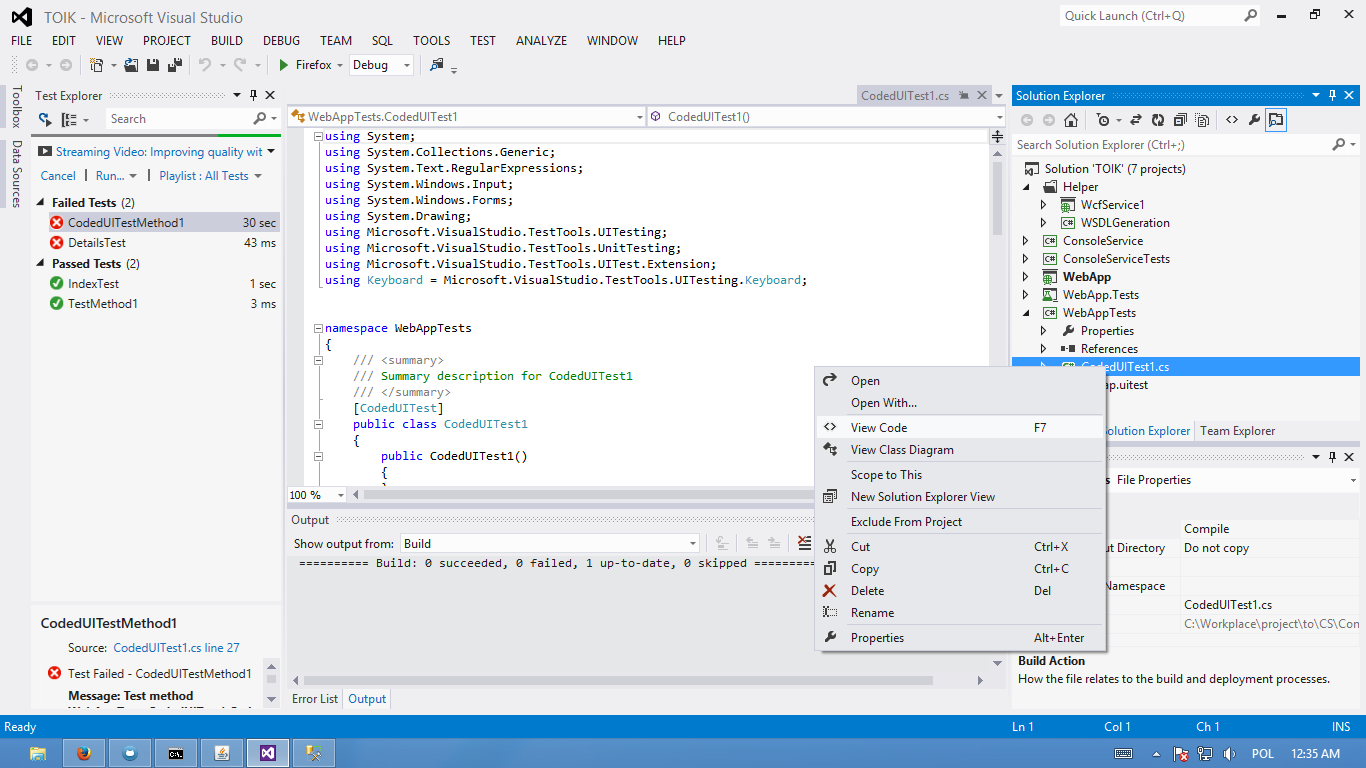 TOIK - Microsoft Visual Studio
Quick Launch (Ctrl+Q)
FILE EDIT VIEW PROJECT BUILD DEBUG TEAM SQL TOOLS TEST ANALYZE WINDOW HELP
Firefox Debug
Toolbox
Data Sources
Test Explorer
Search
Streaming Video: Improving quality wit
Cancel | Run... | Playlist : All Tests
Failed Tests (2)
CodedUITestMethod1 30 sec
DetailsTest 43 ms
Passed Tests (2)
IndexTest 1 sec
TestMethod1 3 ms
CodedUITestMethod1
Source: CodedUITest1.cs line 27
Test Failed - CodedUITestMethod1
Message: Test method
CodedUITest1.cs
WebAppTests.CodedUITest1 CodedUITest1()
using System;
using System.Collections.Generic;
using System.Text.RegularExpressions;
using System.Windows.Input;
using System.Windows.Forms;
using System.Drawing;
using Microsoft.VisualStudio.TestTools.UITesting;
using Microsoft.VisualStudio.TestTools.UnitTesting;
using Microsoft.VisualStudio.TestTools.UITest.Extension;
using Keyboard = Microsoft.VisualStudio.TestTools.UITesting.Keyboard;
namespace WebAppTests
{
/// <summary>
/// Summary description for CodedUITest1
/// </summary>
[CodedUITest]
public class CodedUITest1
{
public CodedUITest1()
{
100 %
Output
Show output from: Build
========== Build: 0 succeeded, 0 failed, 1 up-to-date, 0 skipped =========
Error List Output
Open
Open With...
View Code F7
View Class Diagram
Scope to This
New Solution Explorer View
Exclude From Project
Cut Ctrl+X
Copy Ctrl+C
Delete Del
Rename
Properties Alt+Enter
Solution Explorer
Search Solution Explorer (Ctrl+;)
Solution 'TOIK' (7 projects)
Helper
WcfService1
WSDLGeneration
ConsoleService
ConsoleServiceTests
WebApp
WebApp.Tests
WebAppTests
Properties
References
CodedUITest1.cs
ap.uitest
olution Explorer Team Explorer
s File Properties
Compile
ut Directory Do not copy
Namespace
CodedUITest1.cs
C:\Workplace\project\to\CS\Con
Build Action
How the file relates to the build and deployment processes.
Ready Ln 1 Col 1 Ch 1 INS
POL 12:35 AM